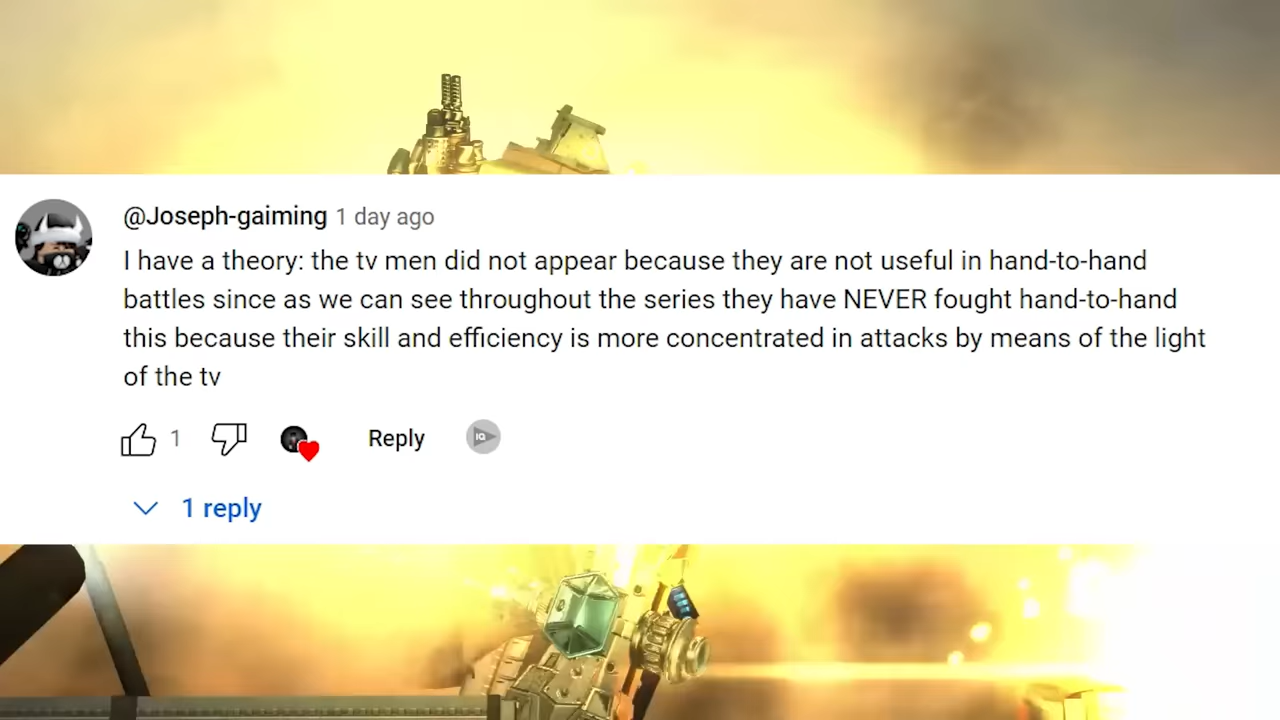 @Joseph-gaiming 1 day ago
I have a theory: the tv men did not appear because they are not useful in hand-to-hand
battles since as we can see throughout the series they have NEVER fought hand-to-hand
this because their skill and efficiency is more concentrated in attacks by means of the light
of the tv
1 Reply IQ
1 reply